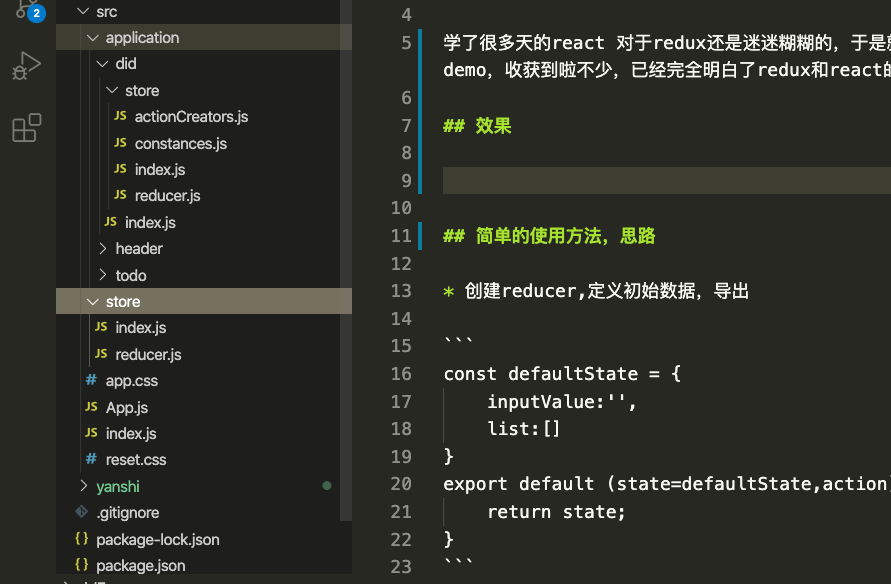 2
src
application
did
store
JS actionCreators.js
JS constances.js
JS index.js
JS reducer.js
JS index.js
header
todo
store
JS index.js
JS reducer.js
# app.css
JS App.js
JS index.js
# reset.css
yanshi
.gitignore
{} package-lock.json
{} package.json
4
5 学了很多天的react 对于redux还是迷迷糊糊的，于是
demo，收获到啦不少，已经完全明白了redux和react的
6
7 ## 效果
8
9
10
11 ## 简单的使用方法，思路
12
13 * 创建reducer,定义初始数据，导出
14
15 ```
16 const defaultState = {
17 inputValue:'',
18 list:[]
19 }
20 export default (state=defaultState,action)
21 return state;
22 }
23 ```